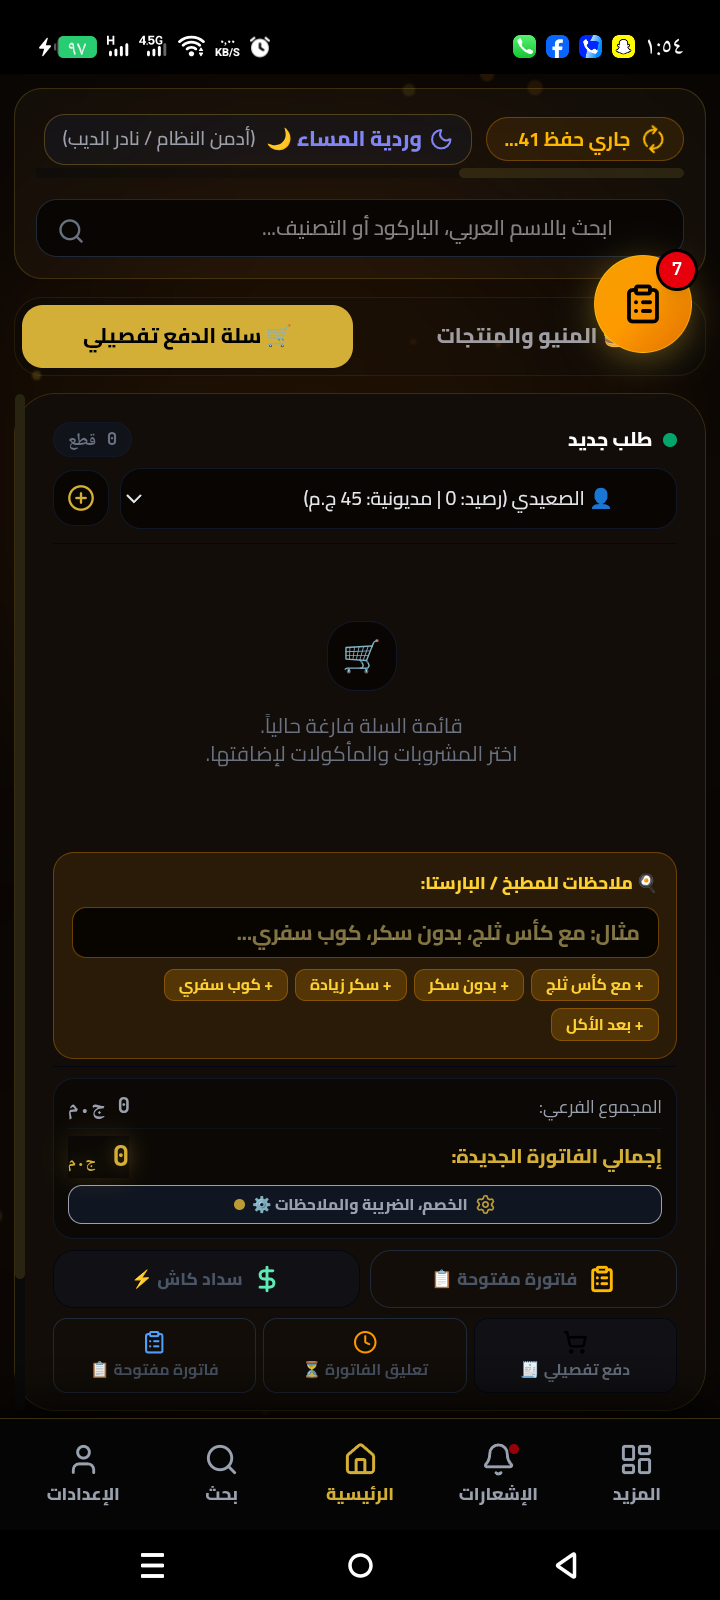 ٩٧ H 4.5G KB/S ١:٥٤
جاري حفظ 41...
وردية المساء 🌙 (أدمن النظام / نادر الديب)
ابحث بالاسم العربي، الباركود أو التصنيف...
7
المنيو والمنتجات
🛒 سلة الدفع تفصيلي
طلب جديد
0 قطع
👤 الصعيدي (رصيد: 0 | مديونية: 45 ج.م)
قائمة السلة فارغة حالياً.
اختر المشروبات والمأكولات لإضافتها.
🍳 ملاحظات للمطبخ / البارستا:
مثال: مع كأس ثلج، بدون سكر، كوب سفري...
+ مع كأس ثلج
+ بدون سكر
+ سكر زيادة
+ كوب سفري
+ بعد الأكل
المجموع الفرعي:
0 ج.م
إجمالي الفاتورة الجديدة:
0 ج.م
الخصم، الضريبة والملاحظات ⚙️
فاتورة مفتوحة 📋
سداد كاش ⚡
دفع تفصيلي 🧾
تعليق الفاتورة ⏳
فاتورة مفتوحة 📋
المزيد
الإشعارات
الرئيسية
بحث
الإعدادات